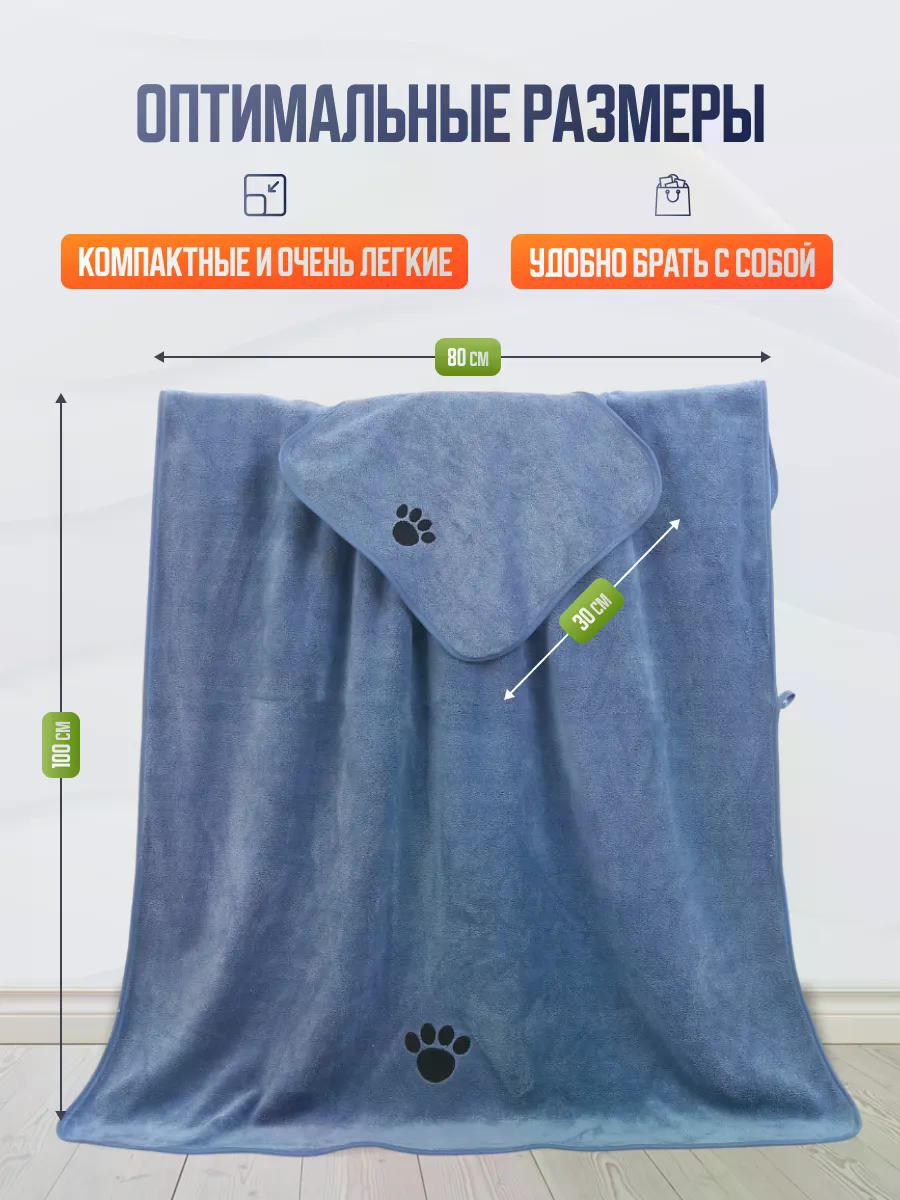 ОПТИМАЛЬНЫЕ РАЗМЕРЫ
КОМПАКТНЫЕ И ОЧЕНЬ ЛЕГКИЕ
УДОБНО БРАТЬ С СОБОЙ
80 СМ
30 СМ
100 СМ